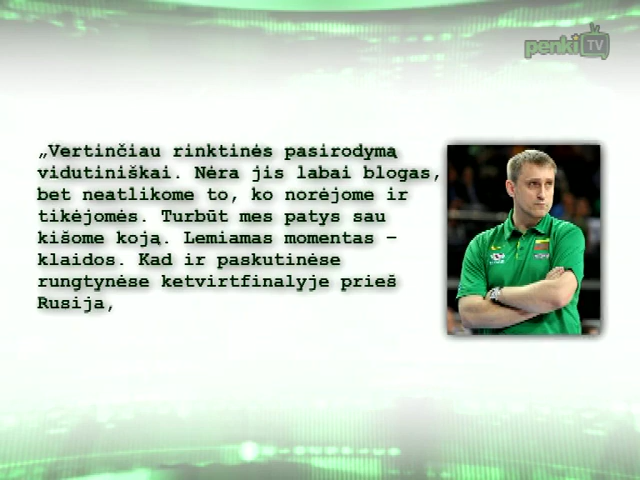 penki TV
„Vertinčiau rinktinės pasirodymą
vidutiniškai. Nėra jis labai blogas,
bet neatlikome to, ko norėjome ir
tikėjomės. Turbūt mes patys sau
kišome koją. Lemiamas momentas –
klaidos. Kad ir paskutinėse
rungtynėse ketvirtfinalyje prieš
Rusija,